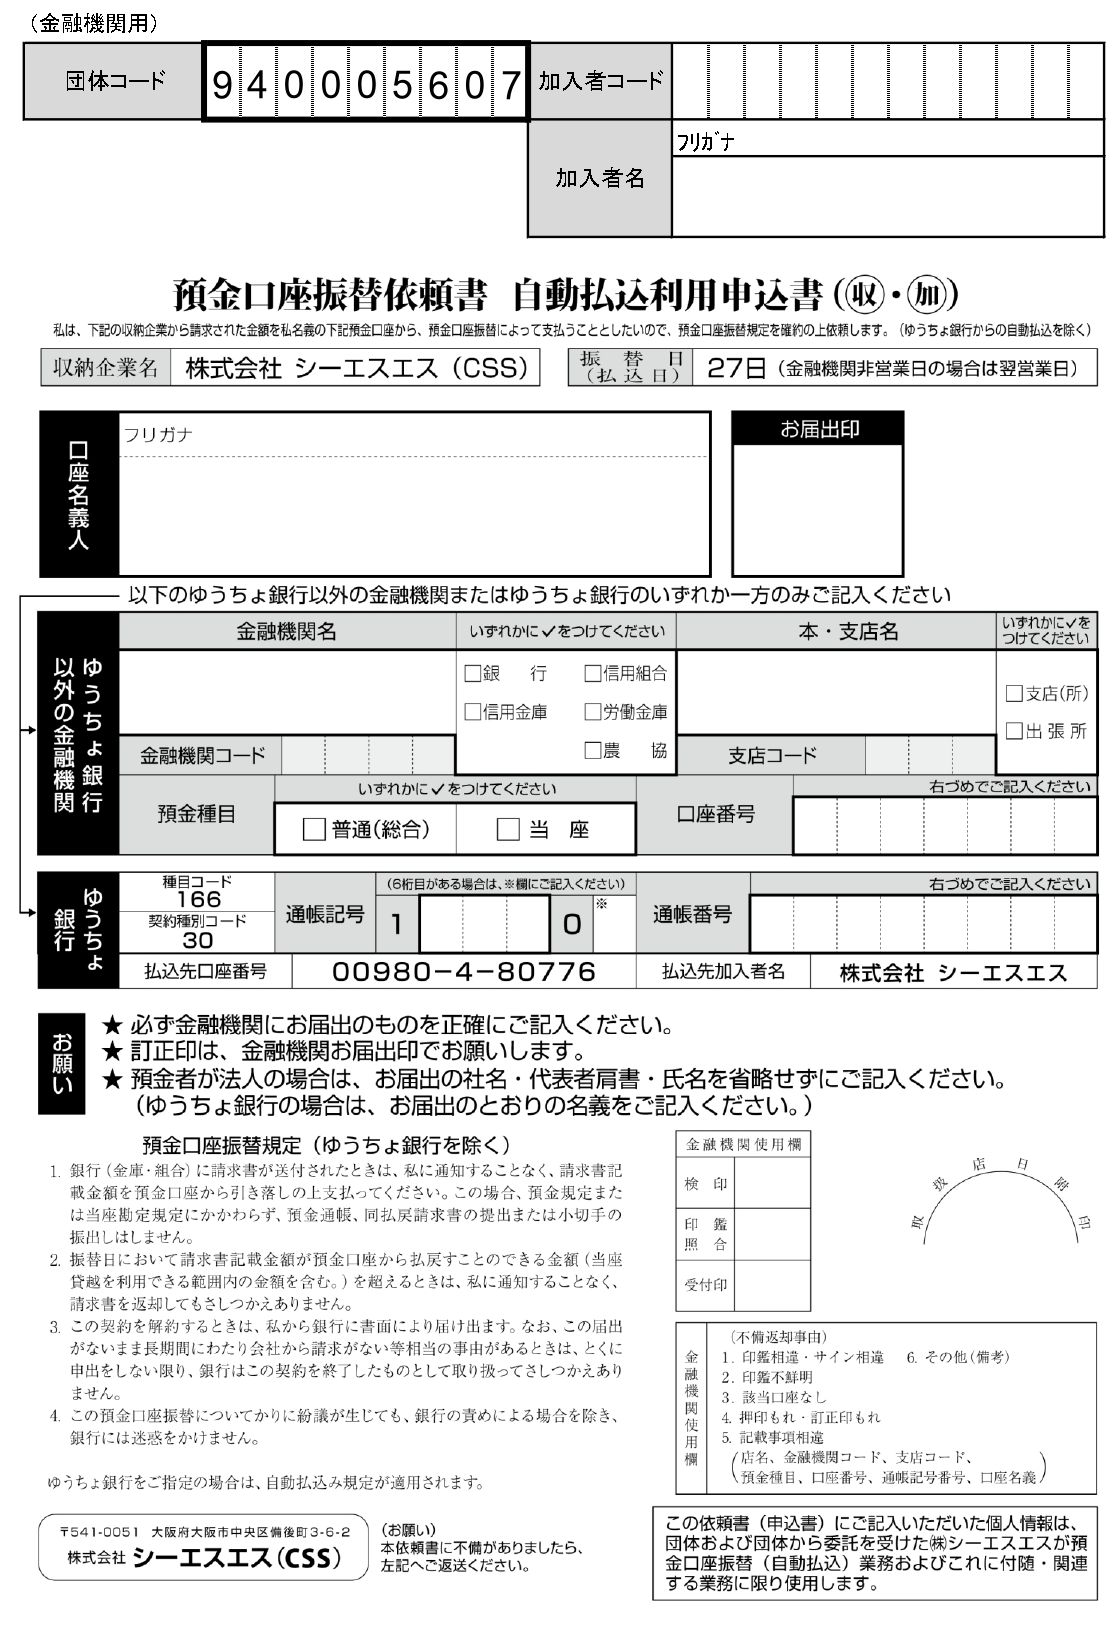 （金融機関用）
団体コード 940005607 加入者コード
フリガナ
加入者名
預金口座振替依頼書 自動払込利用申込書（収・加）
私は、下記の収納企業から請求された金額を私名義の下記預金口座から、預金口座振替によって支払うこととしたいので、預金口座振替規定を確約の上依頼します。（ゆうちょ銀行からの自動払込を除く）
収納企業名 株式会社 シーエスエス（CSS）
振替日（払込日） 27日（金融機関非営業日の場合は翌営業日）
口座名義人
フリガナ
お届出印
以下のゆうちょ銀行以外の金融機関またはゆうちょ銀行のいずれか一方のみご記入ください
ゆうちょ銀行以外の金融機関
金融機関名 いずれかに✓をつけてください 本・支店名 いずれかに✓をつけてください
□銀 行 □信用組合
□信用金庫 □労働金庫
□農 協
□支店(所)
□出張所
金融機関コード 支店コード
預金種目 いずれかに✓をつけてください
□普通(総合) □当 座
口座番号 右づめでご記入ください
ゆうちょ銀行
種目コード
166
契約種別コード
30
通帳記号 (6桁目がある場合は、※欄にご記入ください)
1 0 ※
通帳番号 右づめでご記入ください
払込先口座番号 00980-4-80776 払込先加入者名 株式会社 シーエスエス
お願い
★ 必ず金融機関にお届出のものを正確にご記入ください。
★ 訂正印は、金融機関お届出印でお願いします。
★ 預金者が法人の場合は、お届出の社名・代表者肩書・氏名を省略せずにご記入ください。
（ゆうちょ銀行の場合は、お届出のとおりの名義をご記入ください。）
預金口座振替規定（ゆうちょ銀行を除く）
1. 銀行（金庫・組合）に請求書が送付されたときは、私に通知することなく、請求書記
載金額を預金口座から引き落しの上支払ってください。この場合、預金規定また
は当座勘定規定にかかわらず、預金通帳、同払戻請求書の提出または小切手の
振出しはしません。
2. 振替日において請求書記載金額が預金口座から払戻すことのできる金額（当座
貸越を利用できる範囲内の金額を含む。）を超えるときは、私に通知することなく、
請求書を返却してもさしつかえありません。
3. この契約を解約するときは、私から銀行に書面により届け出ます。なお、この届出
がないまま長期間にわたり会社から請求がない等相当の事由があるときは、とくに
申出をしない限り、銀行はこの契約を終了したものとして取り扱ってさしつかえあり
ません。
4. この預金口座振替についてかりに紛議が生じても、銀行の責めによる場合を除き、
銀行には迷惑をかけません。
ゆうちょ銀行をご指定の場合は、自動払込み規定が適用されます。
金融機関使用欄
検 印
印 鑑
照 合
受付印
取扱店日附印
金融機関使用欄
（不備返却事由）
1. 印鑑相違・サイン相違 6. その他（備考）
2. 印鑑不鮮明
3. 該当口座なし
4. 押印もれ・訂正印もれ
5. 記載事項相違
（店名、金融機関コード、支店コード、
預金種目、口座番号、通帳記号番号、口座名義）
〒541-0051 大阪府大阪市中央区備後町3-6-2
株式会社 シーエスエス（CSS）
（お願い）
本依頼書に不備がありましたら、
左記へご返送ください。
この依頼書（申込書）にご記入いただいた個人情報は、
団体および団体から委託を受けた㈱シーエスエスが預
金口座振替（自動払込）業務およびこれに付随・関連
する業務に限り使用します。